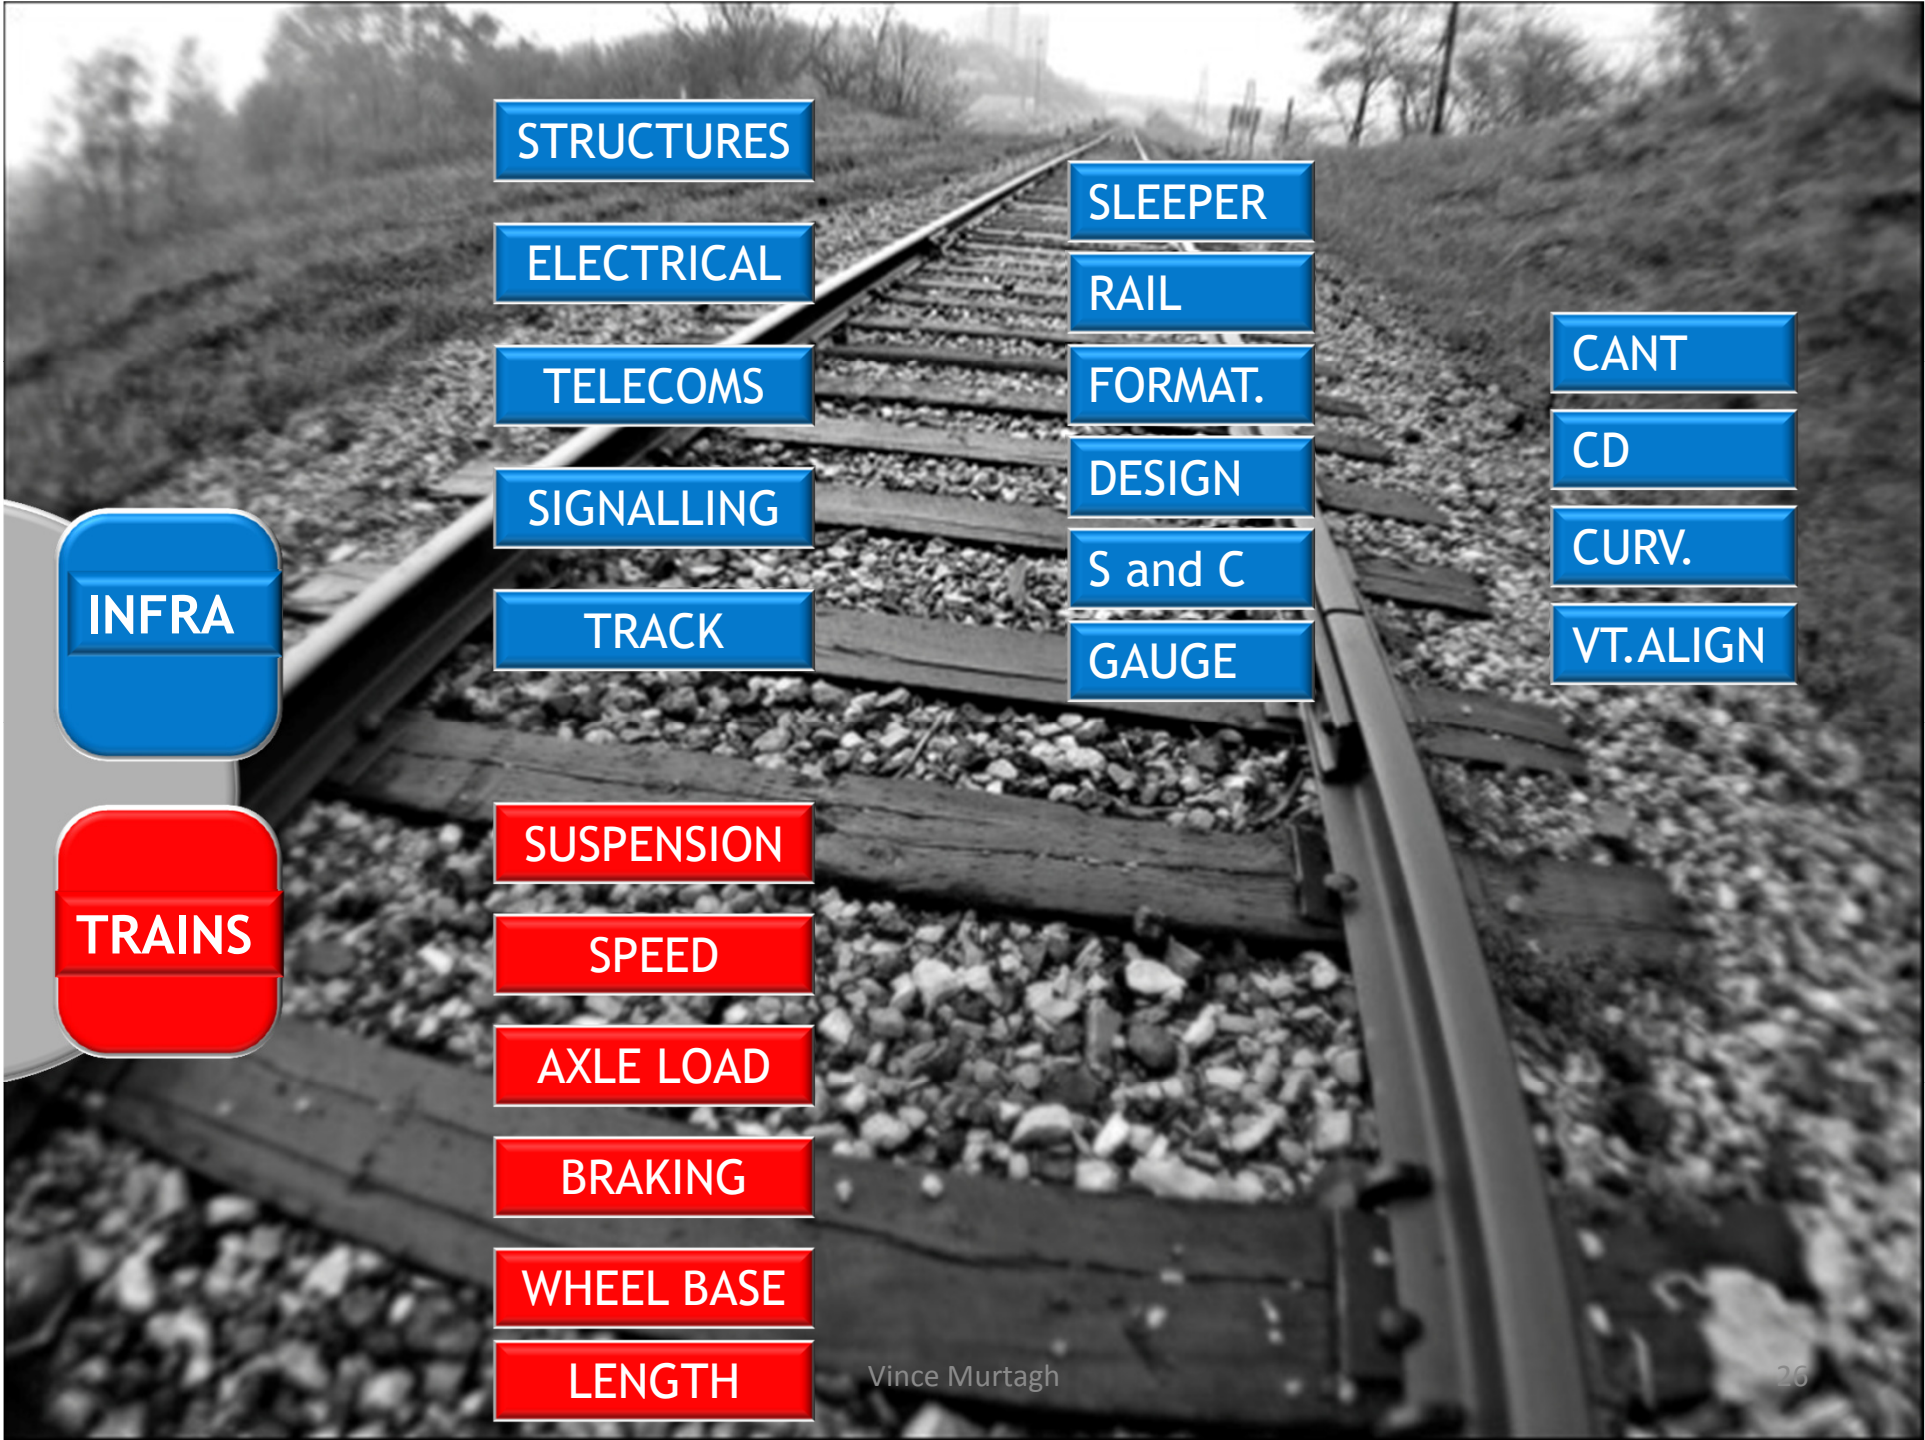 STRUCTURES
ELECTRICAL
TELECOMS
SIGNALLING
TRACK
SLEEPER
RAIL
FORMAT.
DESIGN
S and C
GAUGE
CANT
CD
CURV.
VT.ALIGN
INFRA
TRAINS
SUSPENSION
SPEED
AXLE LOAD
BRAKING
WHEEL BASE
LENGTH
Vince Murtagh
26